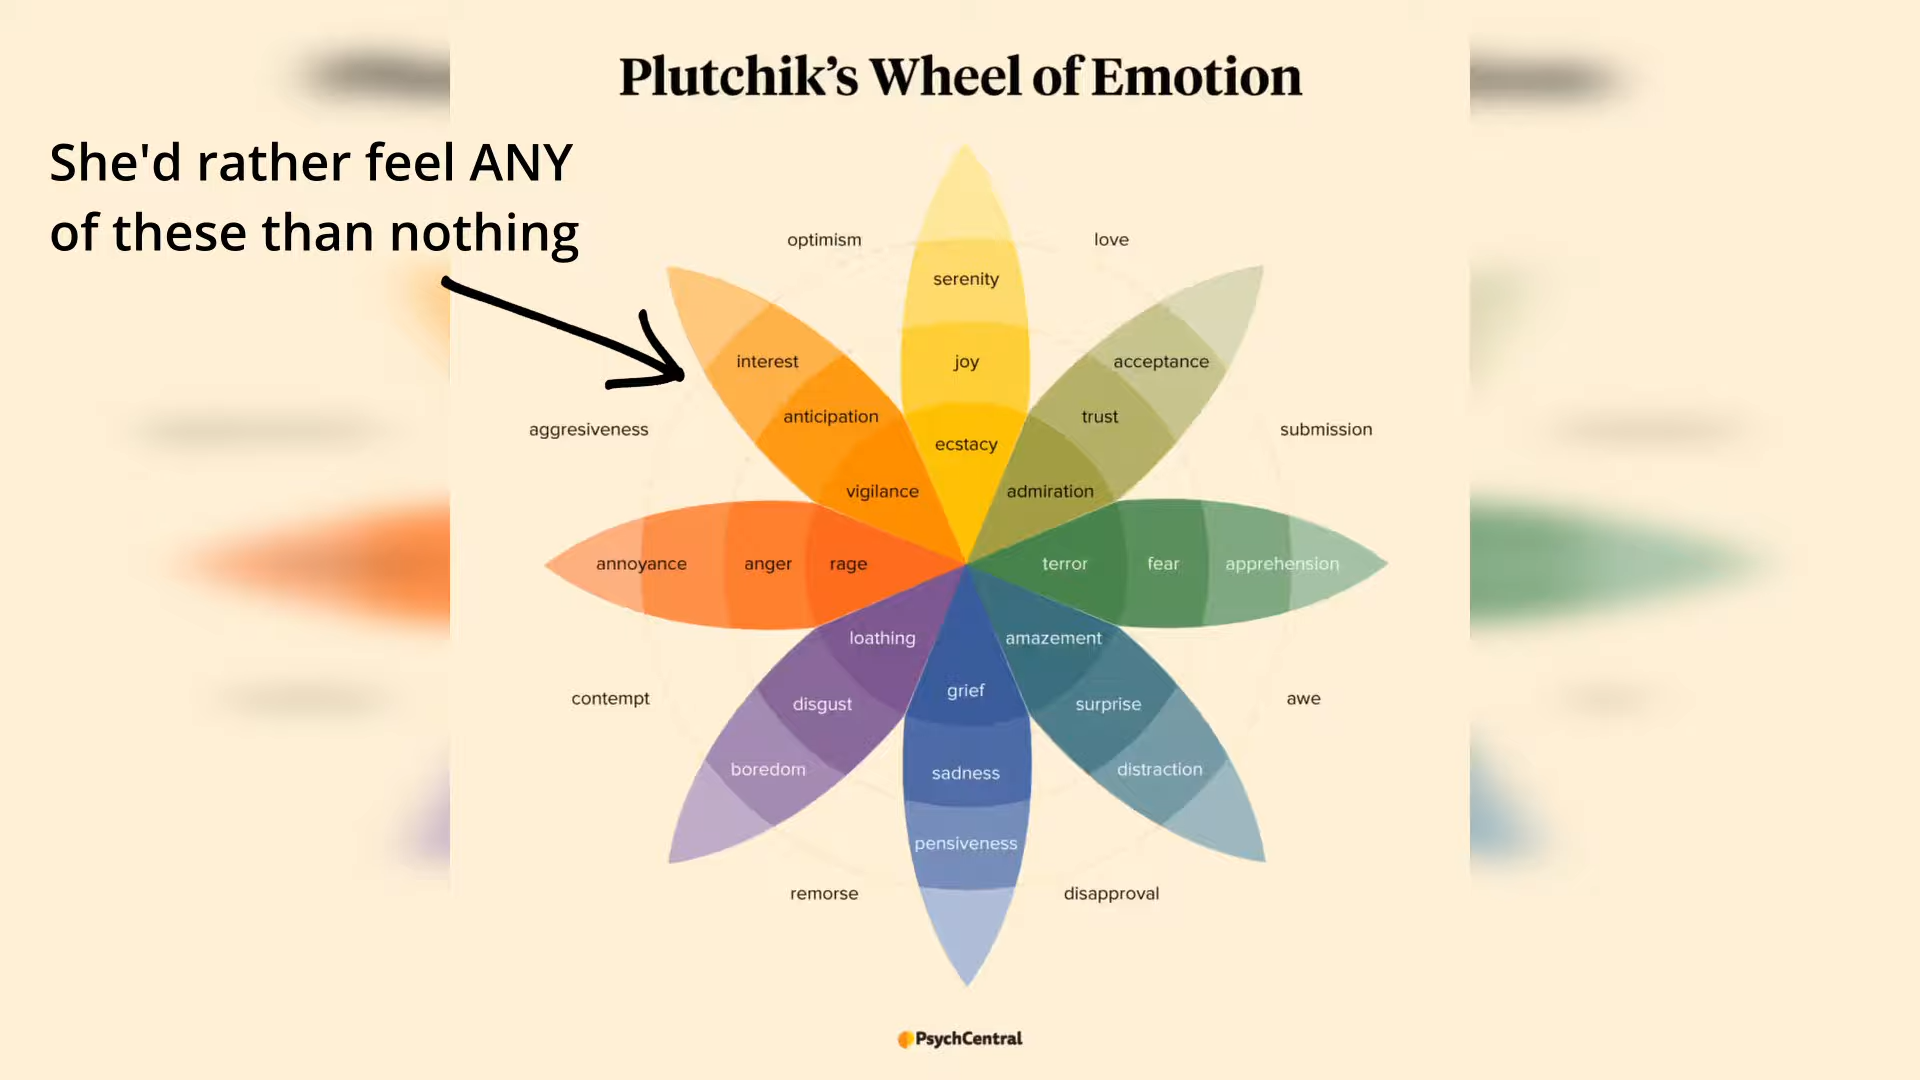 Plutchik’s Wheel of Emotion
She'd rather feel ANY
of these than nothing
optimism
love
serenity
interest
joy
acceptance
anticipation
trust
aggresiveness
ecstacy
submission
vigilance
admiration
annoyance
anger
rage
terror
fear
apprehension
loathing
amazement
grief
contempt
disgust
surprise
awe
boredom
sadness
distraction
pensiveness
remorse
disapproval
PsychCentral